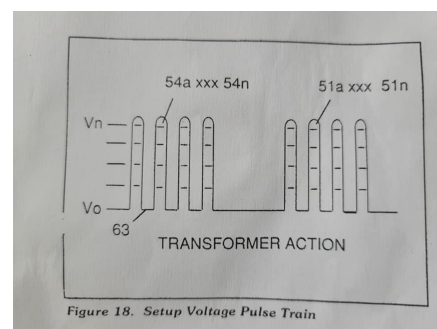 54a xxx 54n
51a xxx 51n
Vn
Vo
63
TRANSFORMER ACTION
Figure 18. Setup Voltage Pulse Train